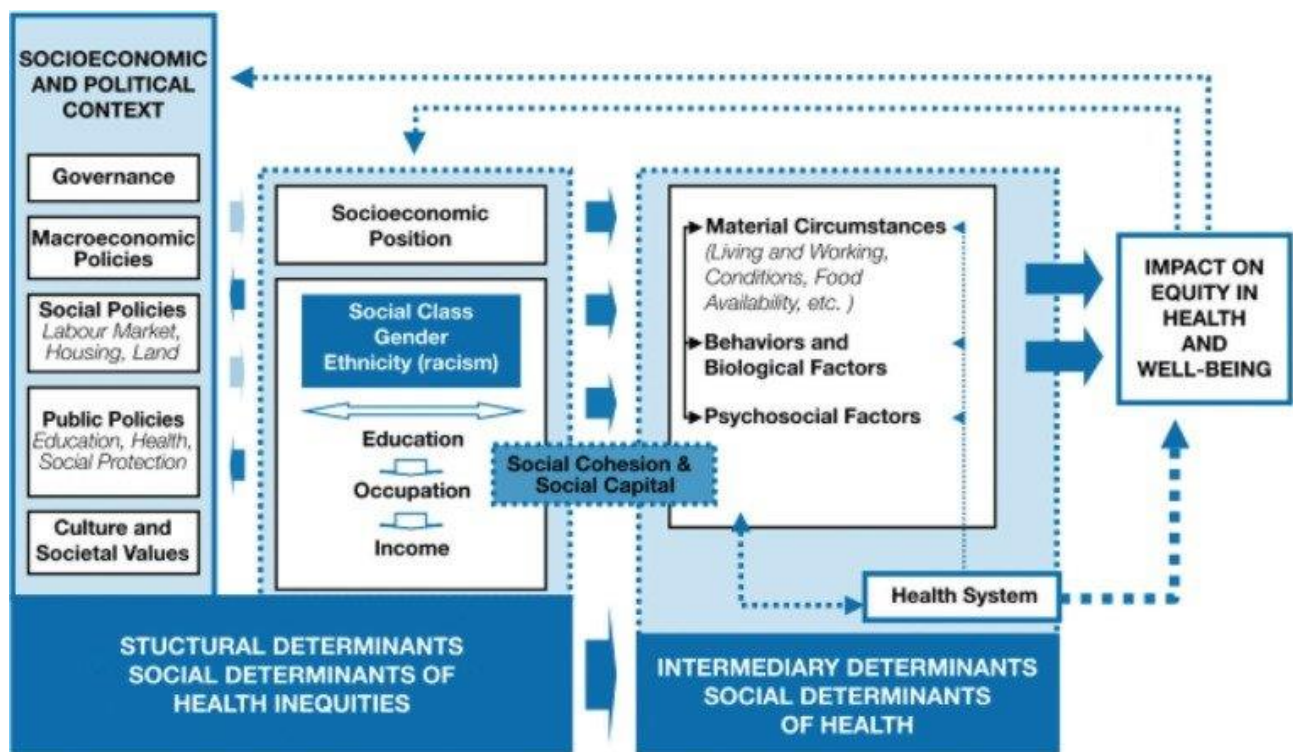 SOCIOECONOMIC
AND POLITICAL
CONTEXT
Governance
Macroeconomic
Policies
Social Policies
Labour Market,
Housing, Land
Public Policies
Education, Health,
Social Protection
Culture and
Societal Values
Socioeconomic
Position
Social Class
Gender
Ethnicity (racism)
Education
Occupation
Income
STUCTURAL DETERMINANTS
SOCIAL DETERMINANTS OF
HEALTH INEQUITIES
Social Cohesion &
Social Capital
Material Circumstances
(Living and Working,
Conditions, Food
Availability, etc. )
Behaviors and
Biological Factors
Psychosocial Factors
Health System
INTERMEDIARY DETERMINANTS
SOCIAL DETERMINANTS
OF HEALTH
IMPACT ON
EQUITY IN
HEALTH
AND
WELL-BEING